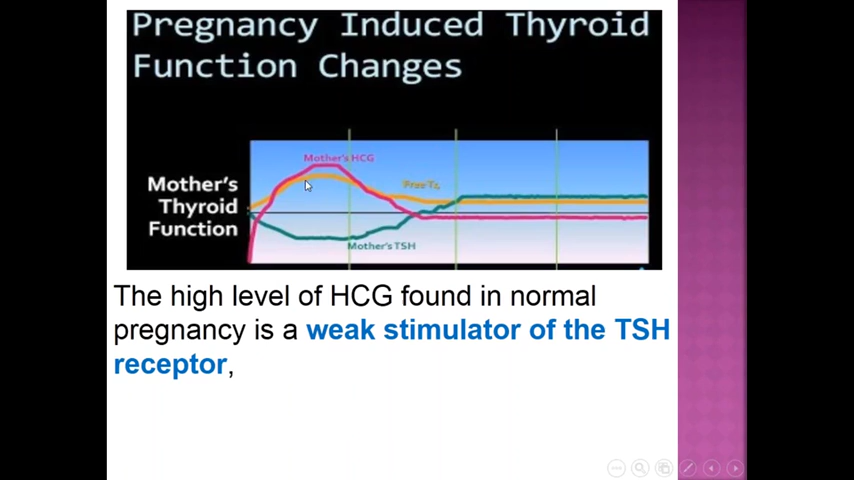 Pregnancy Induced Thyroid
Function Changes
Mother's HCG
Free T4
Mother's
Thyroid
Function
Mother's TSH
The high level of HCG found in normal
pregnancy is a weak stimulator of the TSH
receptor,